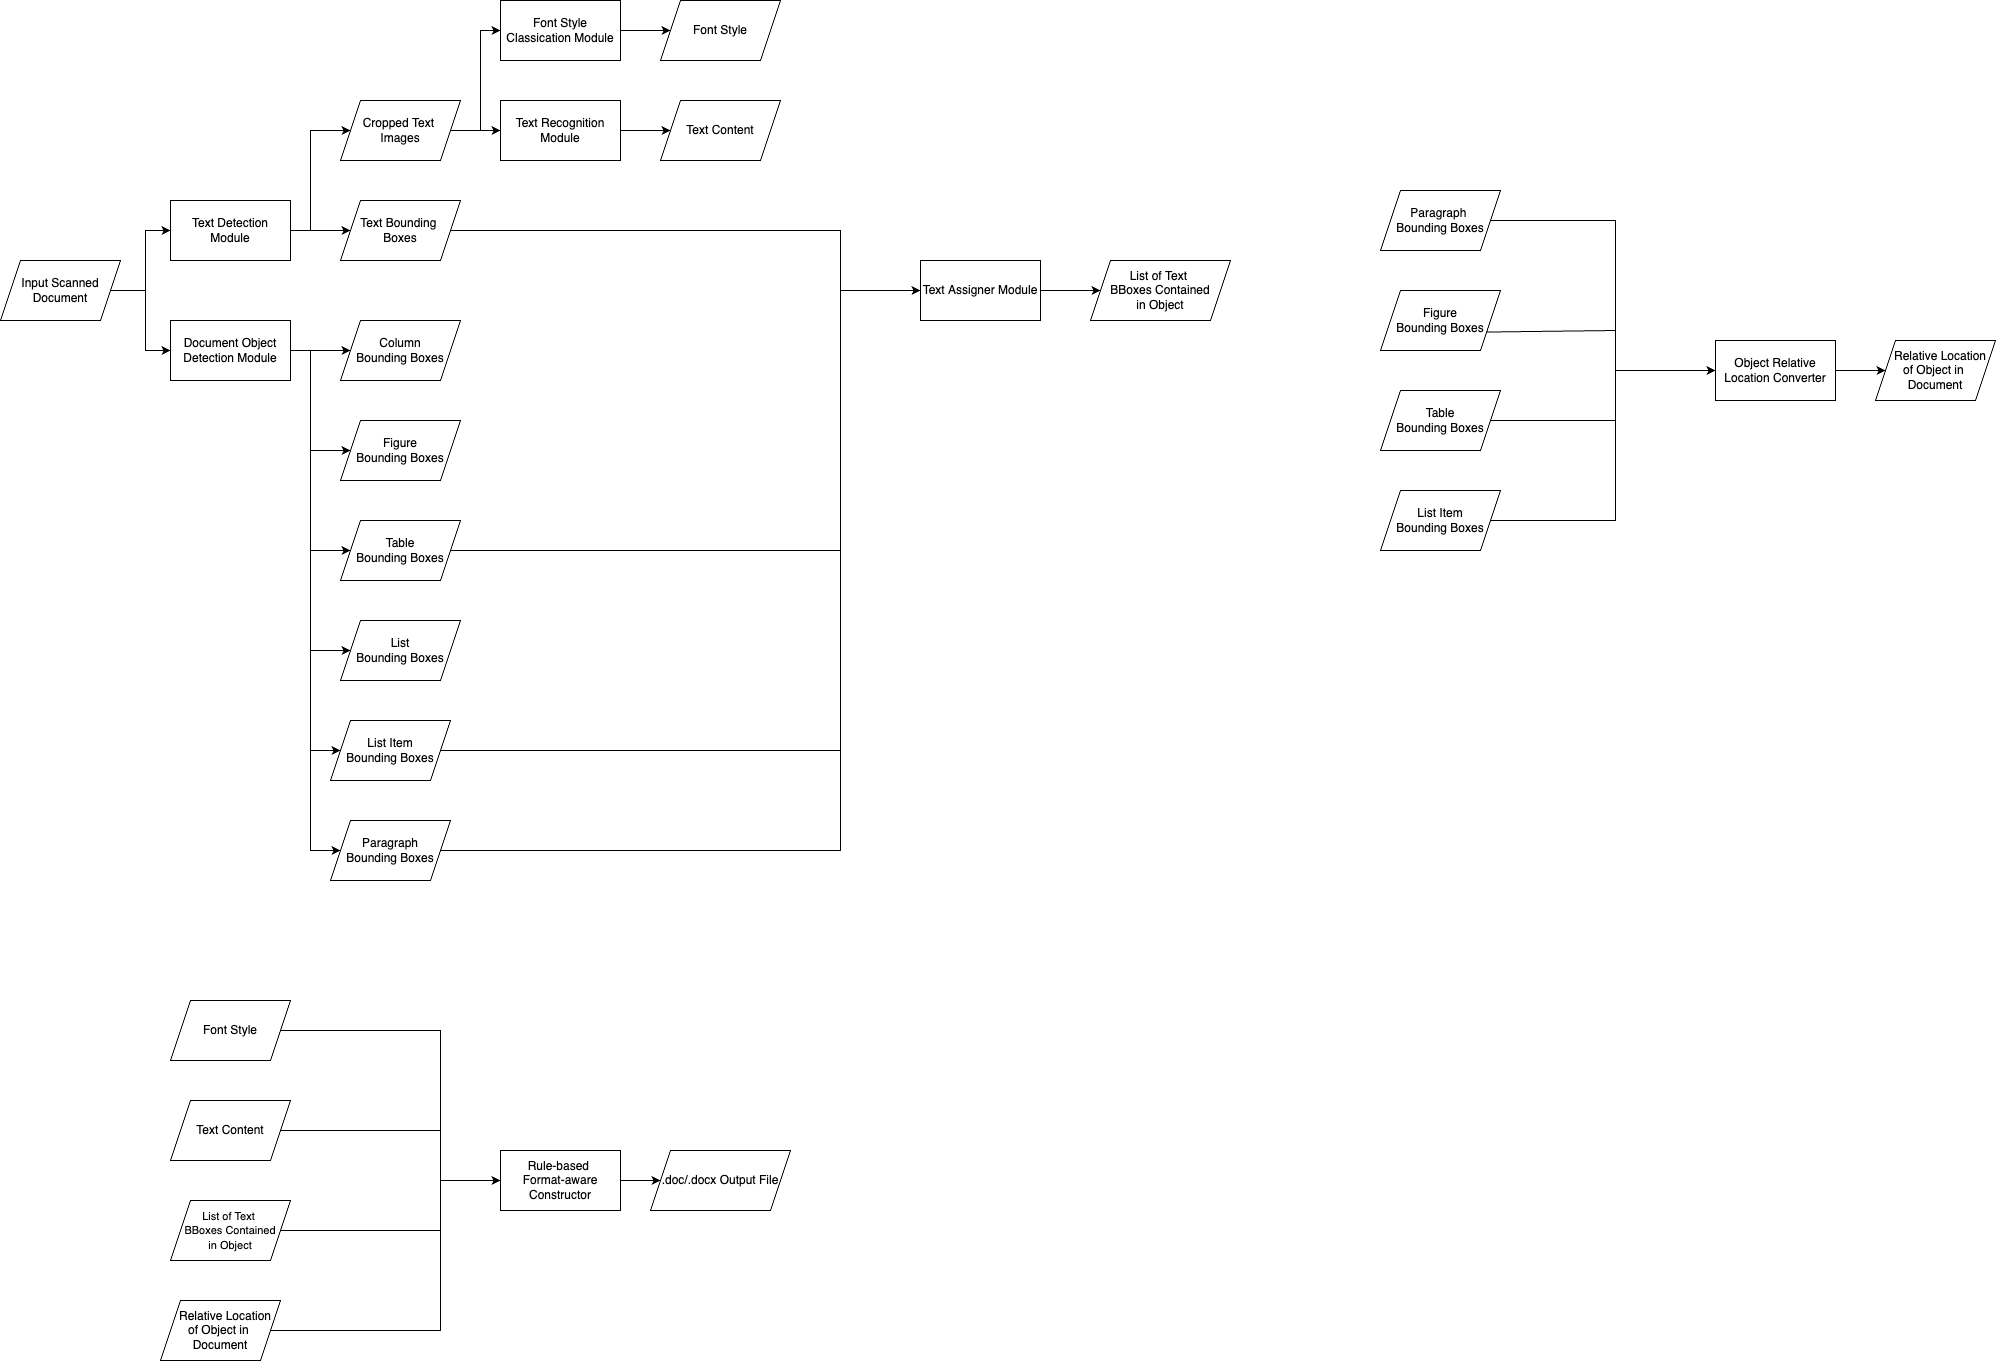 Font Style
Classication Module
Font Style
Cropped Text
Images
Text Recognition
Module
Text Content
Text Detection
Module
Text Bounding
Boxes
Input Scanned
Document
Document Object
Detection Module
Column
Bounding Boxes
Figure
Bounding Boxes
Table
Bounding Boxes
List
Bounding Boxes
List Item
Bounding Boxes
Paragraph
Bounding Boxes
Text Assigner Module
List of Text
BBoxes Contained
in Object
Paragraph
Bounding Boxes
Figure
Bounding Boxes
Table
Bounding Boxes
List Item
Bounding Boxes
Object Relative
Location Converter
Relative Location
of Object in
Document
Font Style
Text Content
List of Text
BBoxes Contained
in Object
Relative Location
of Object in
Document
Rule-based
Format-aware
Constructor
.doc/.docx Output File